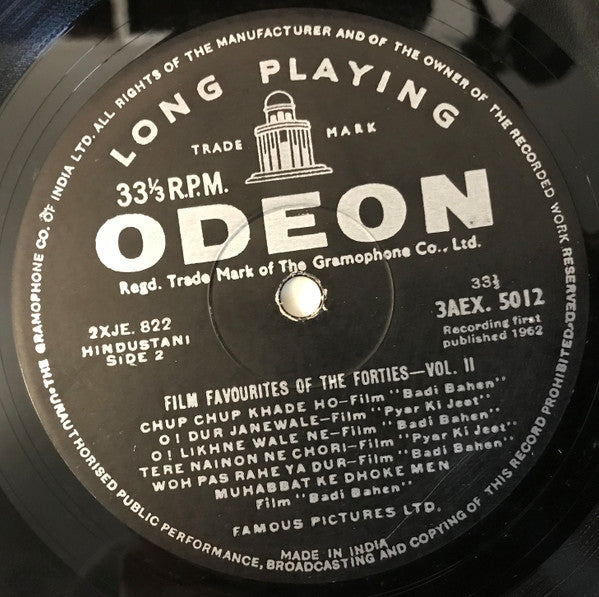 THE GRAMOPHONE CO. OF INDIA LTD. ALL RIGHTS OF THE MANUFACTURER AND OF THE OWNER OF THE RECORDED WORK RESERVED
LONG PLAYING
TRADE MARK
33⅓ R.P.M.
ODEON
Regd. Trade Mark of The Gramophone Co., Ltd.
33⅓
2XJE. 822
3AEX. 5012
HINDUSTANI
Recording first
SIDE 2
published 1962
FILM FAVOURITES OF THE FORTIES—VOL. II
CHUP CHUP KHADE HO—Film "Badi Bahen"
O! DUR JANEWALE—Film "Pyar Ki Jeet"
O! LIKHNE WALE NE—Film "Badi Bahen"
TERE NAINON NE CHORI—Film "Pyar Ki Jeet"
WOH PAS RAHE YA DUR—Film "Badi Bahen"
MUHABBAT KE DHOKE MEN
Film "Badi Bahen"
FAMOUS PICTURES LTD.
MADE IN INDIA
UNAUTHORISED PUBLIC PERFORMANCE, BROADCASTING AND COPYING OF THIS RECORD PROHIBITED